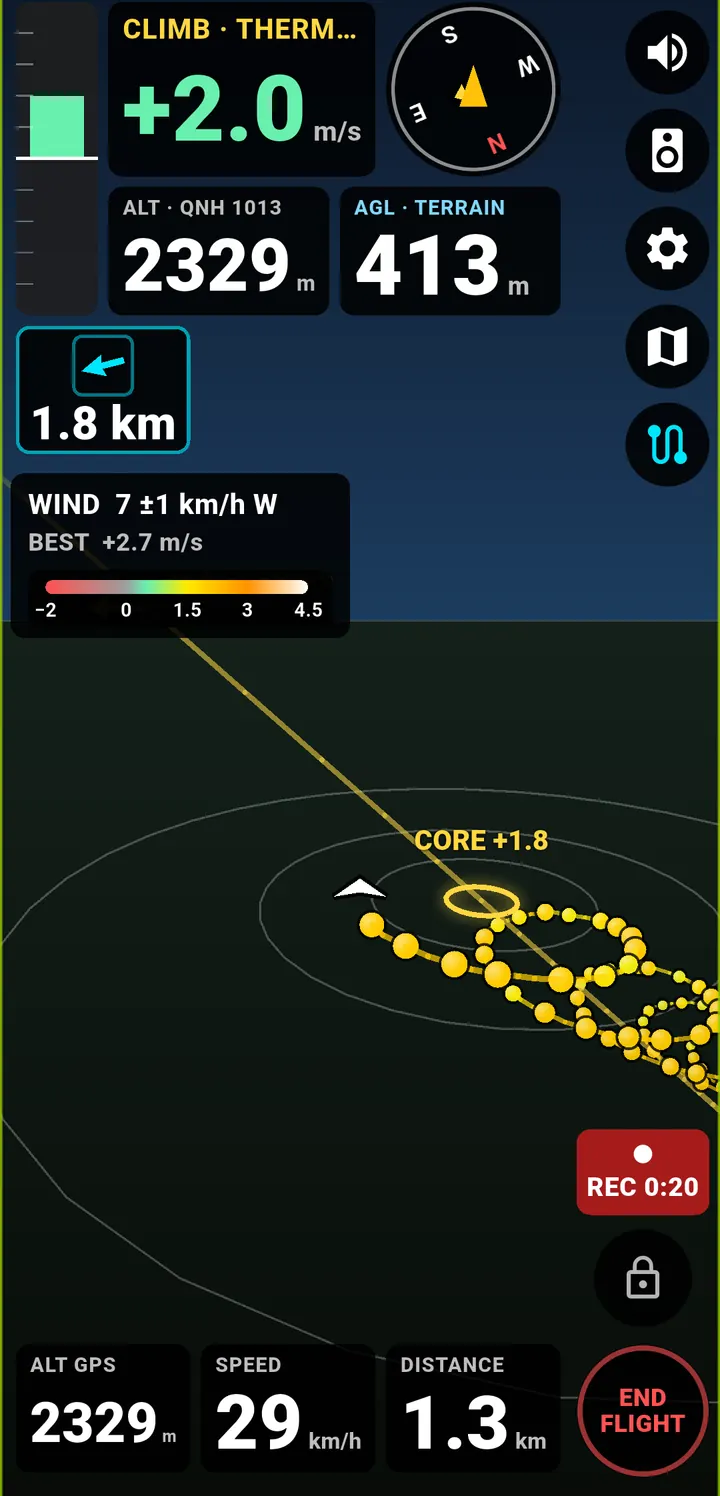 CLIMB · THERM...
+2.0 m/s
S
W
E
N
ALT · QNH 1013
2329 m
AGL · TERRAIN
413 m
1.8 km
WIND 7 ±1 km/h W
BEST +2.7 m/s
−2 0 1.5 3 4.5
CORE +1.8
REC 0:20
ALT GPS
2329 m
SPEED
29 km/h
DISTANCE
1.3 km
END
FLIGHT